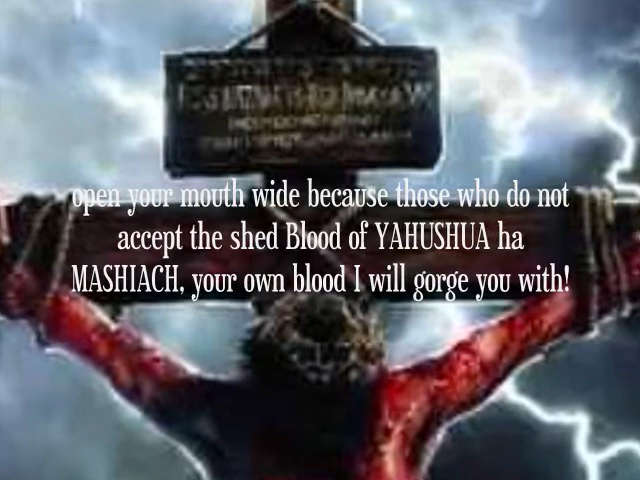 open your mouth wide because those who do not
accept the shed Blood of YAHUSHUA ha
MASHIACH, your own blood I will gorge you with!